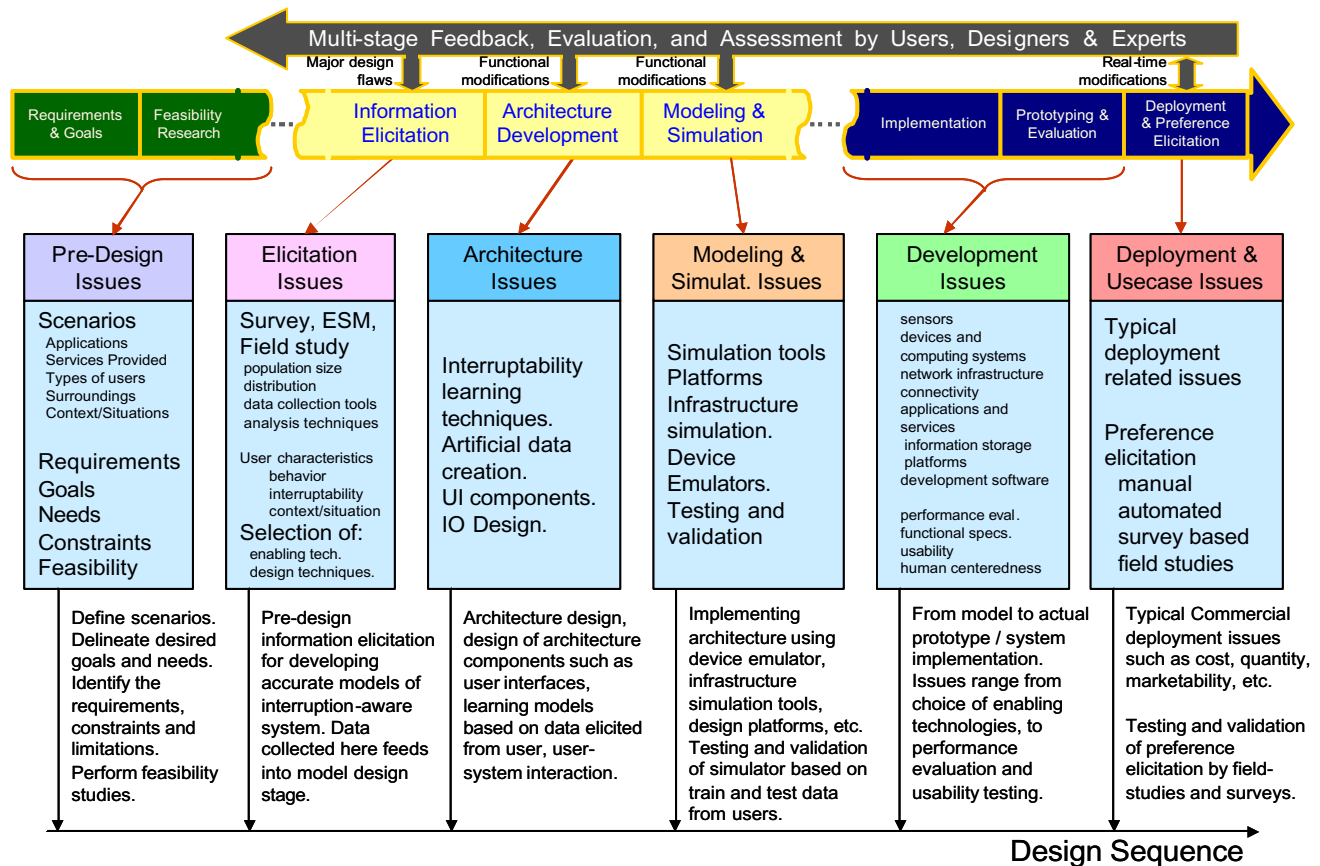 Multi-stage Feedback, Evaluation, and Assessment by Users, Designers & Experts
Major design
flaws
Functional
modifications
Functional
modifications
Real-time
modifications
Requirements
& Goals
Feasibility
Research
Information
Elicitation
Architecture
Development
Modeling &
Simulation
Implementation
Prototyping &
Evaluation
Deployment
& Preference
Elicitation
Pre-Design
Issues
Scenarios
Applications
Services Provided
Types of users
Surroundings
Context/Situations
Requirements
Goals
Needs
Constraints
Feasibility
Define scenarios.
Delineate desired
goals and needs.
Identify the
requirements,
constraints and
limitations.
Perform feasibility
studies.
Elicitation
Issues
Survey, ESM,
Field study
population size
distribution
data collection tools
analysis techniques
User characteristics
behavior
interruptability
context/situation
Selection of:
enabling tech.
design techniques.
Pre-design
information elicitation
for developing
accurate models of
interruption-aware
system. Data
collected here feeds
into model design
stage.
Architecture
Issues
Interruptability
learning
techniques.
Artificial data
creation.
UI components.
IO Design.
Architecture design,
design of architecture
components such as
user interfaces,
learning models
based on data elicited
from user, user-
system interaction.
Modeling &
Simulat. Issues
Simulation tools
Platforms
Infrastructure
simulation.
Device
Emulators.
Testing and
validation
Implementing
architecture using
device emulator,
infrastructure
simulation tools,
design platforms, etc.
Testing and validation
of simulator based on
train and test data
from users.
Development
Issues
sensors
devices and
computing systems
network infrastructure
connectivity
applications and
services
information storage
platforms
development software
performance eval.
functional specs.
usability
human centeredness
From model to actual
prototype / system
implementation.
Issues range from
choice of enabling
technologies, to
performance
evaluation and
usability testing.
Deployment &
Usecase Issues
Typical
deployment
related issues
Preference
elicitation
manual
automated
survey based
field studies
Typical Commercial
deployment issues
such as cost, quantity,
marketability, etc.
Testing and validation
of preference
elicitation by field-
studies and surveys.
Design Sequence